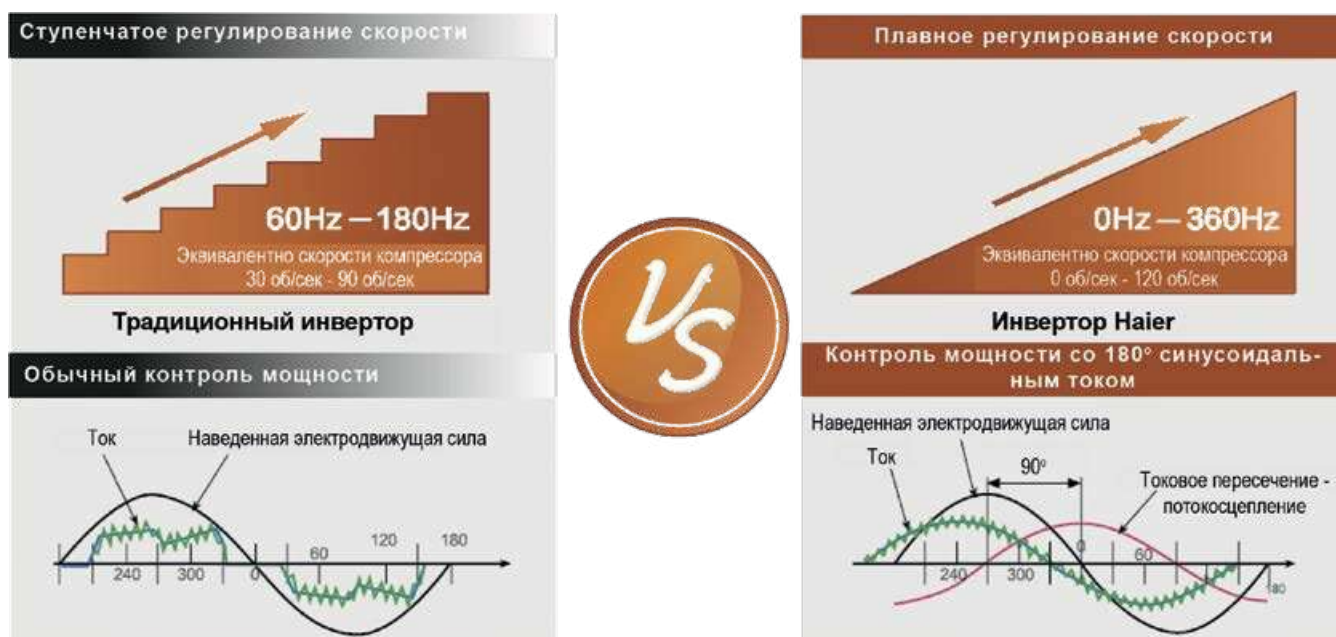 Ступенчатое регулирование скорости
60Hz – 180Hz
Эквивалентно скорости компрессора
30 об/сек - 90 об/сек
Традиционный инвертор
Обычный контроль мощности
Ток
Наведенная электродвижущая сила
240
300
0
60
120
180
VS
Плавное регулирование скорости
0Hz – 360Hz
Эквивалентно скорости компрессора
0 об/сек - 120 об/сек
Инвертор Haier
Контроль мощности со 180° синусоидаль-
ным током
Наведенная электродвижущая сила
Ток
90°
Токовое пересечение -
потокосцепление
240
300
0
60
180